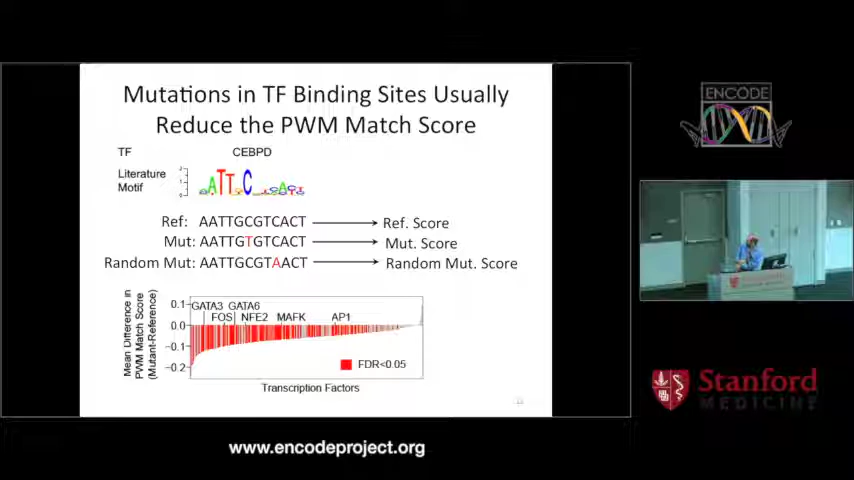 Mutations in TF Binding Sites Usually
Reduce the PWM Match Score
TF
CEBPD
Literature
Motif
Ref: AATTGCGTCACT
Ref. Score
Mut: AATTGTGTCACT
Mut. Score
Random Mut: AATTGCGTAACT
Random Mut. Score
Mean Difference in
PWM Match Score
(Mutant-Reference)
0.1
0.0
−0.1
−0.2
GATA3 GATA6
FOS NFE2 MAFK AP1
FDR<0.05
Transcription Factors
ENCODE
Stanford
MEDICINE
www.encodeproject.org